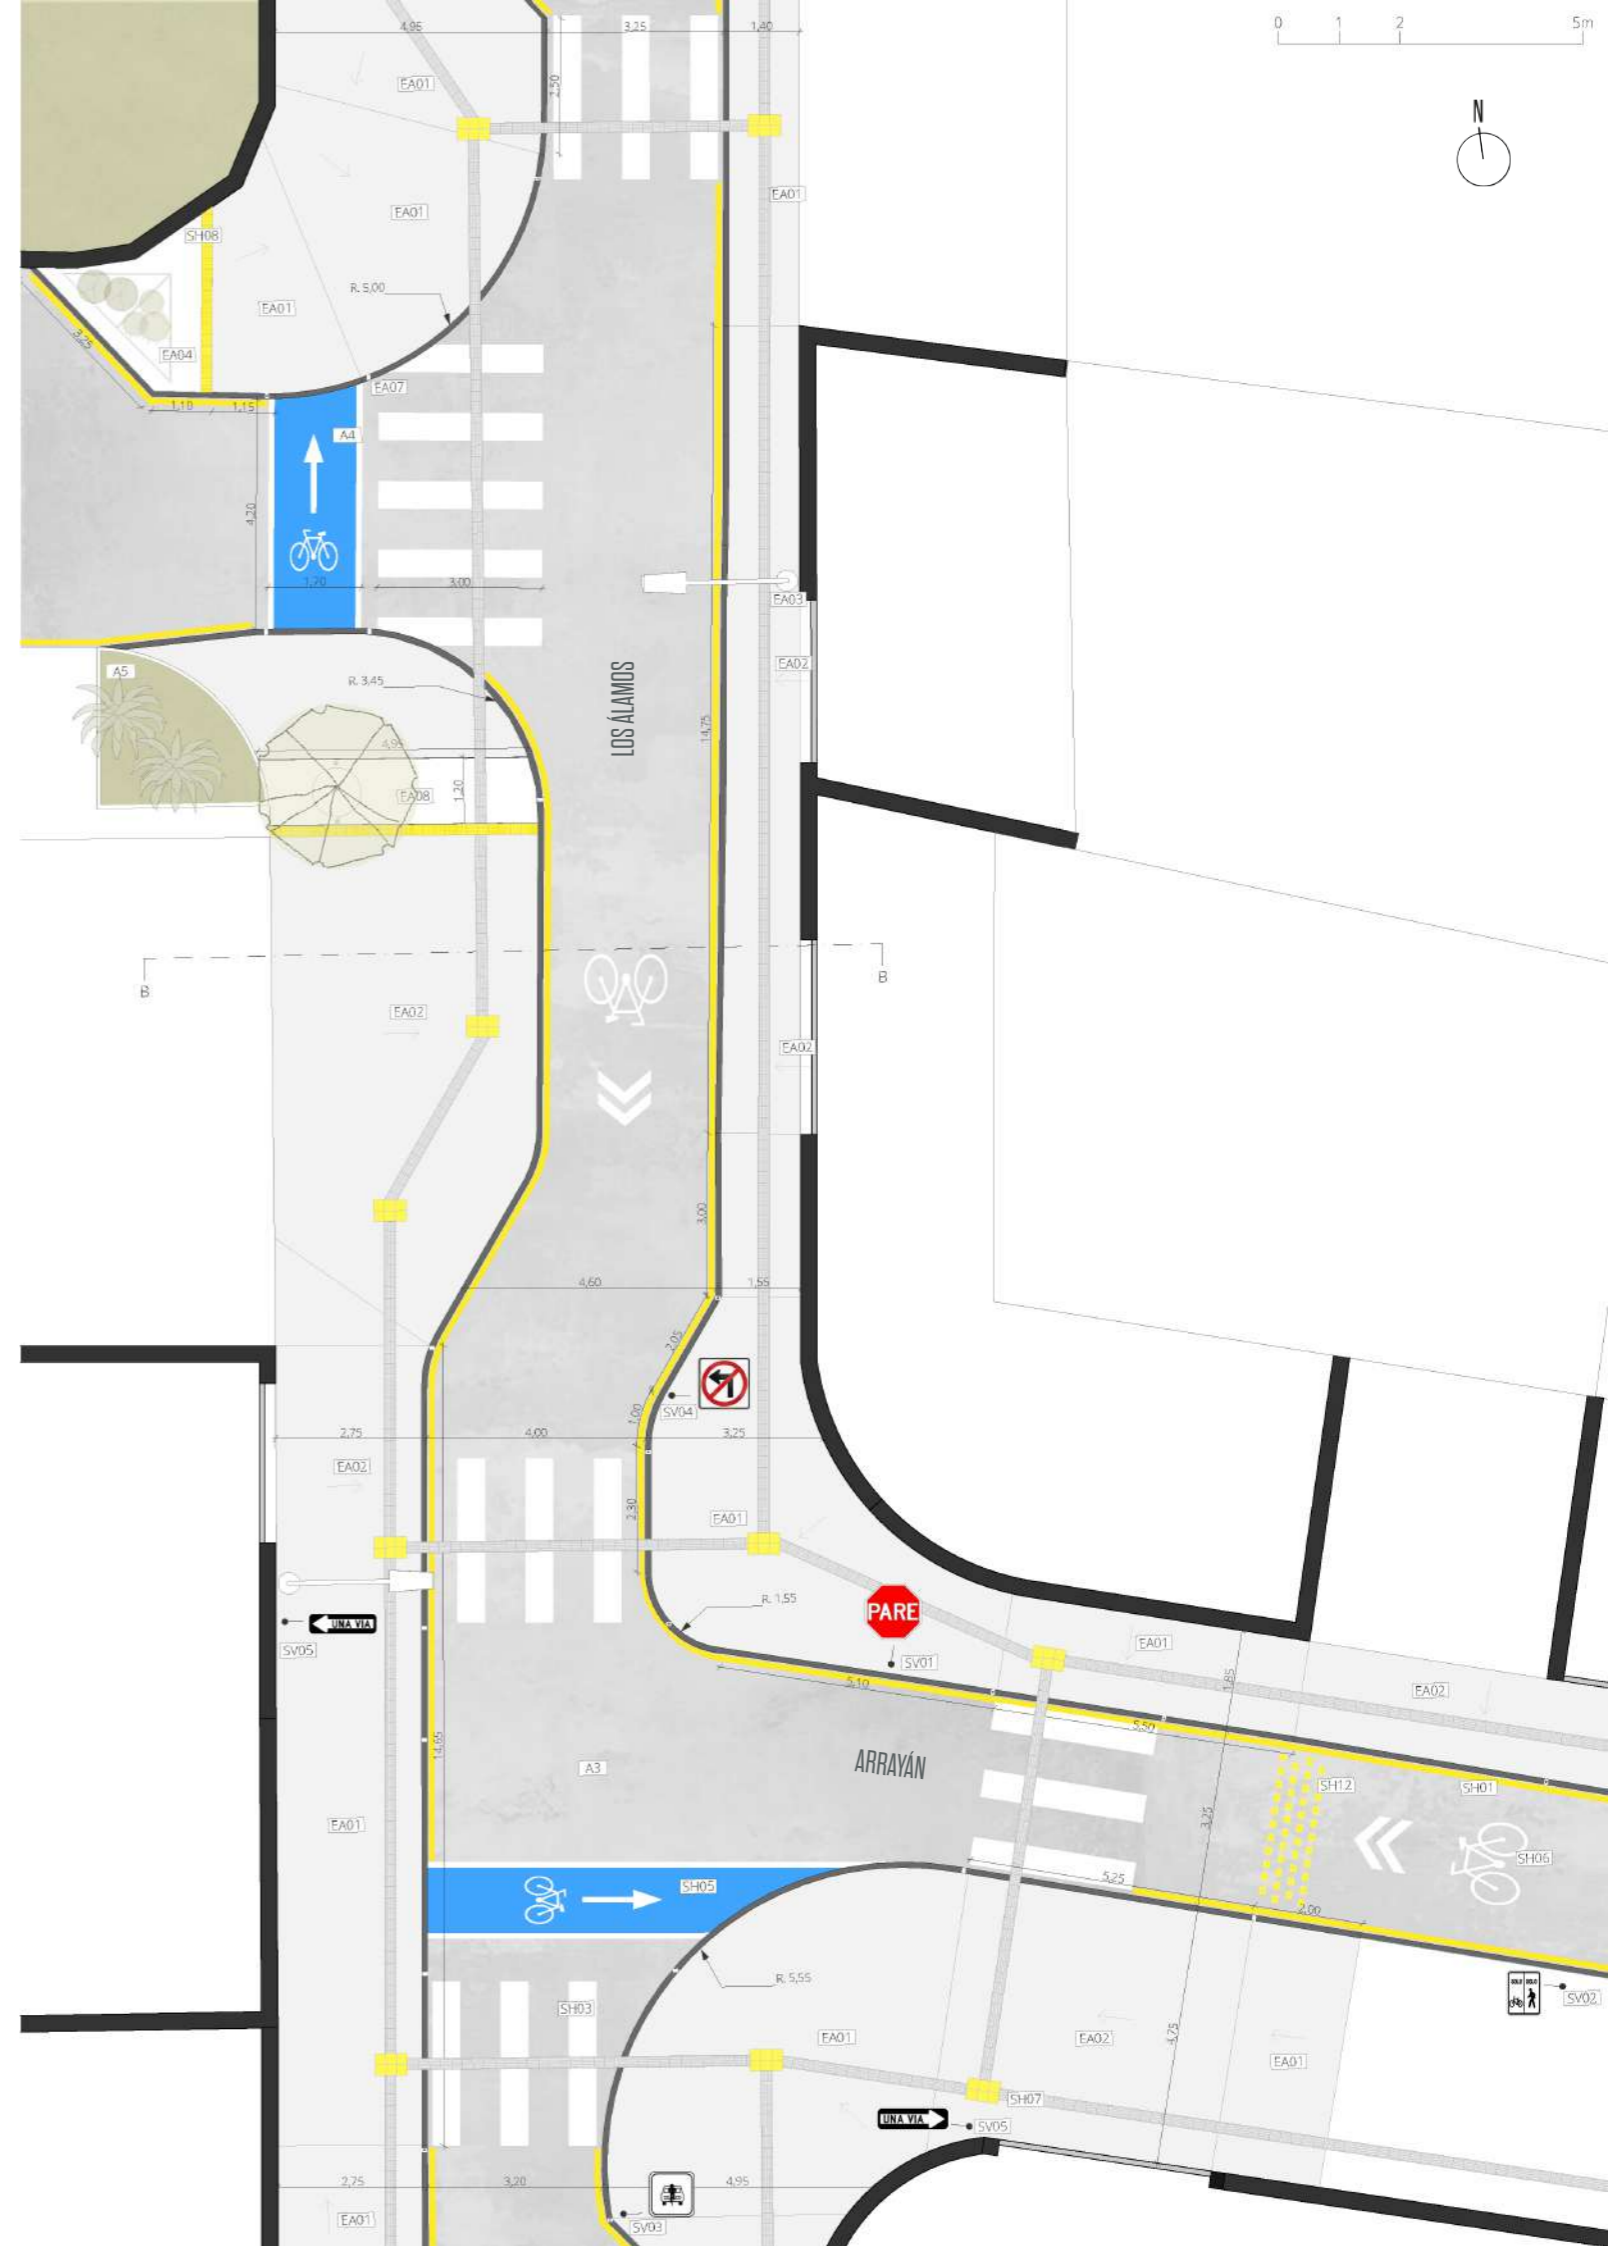 0 1 2 5m
4,95 3,25 1,40
EA01
2,50
N
EA01
EA01
SH08
R. 5,00
EA01
3,25
EA04
EA07
1,10 1,15
A4
4,20
1,20 3,00
EA03
EA02
A5
R. 3,45
LOS ÁLAMOS
14,75
4,95
EA08
1,20
B B
EA02
EA02
3,00
4,60 1,55
2,05
1,00
SV04
2,75 4,00 3,25
EA02
2,30
EA01
R. 1,55
PARE
UNA VIA
SV05
EA01
SV01
1,85
5,10
EA02
5,50
14,65
A3
ARRAYÁN
SH12
SH01
EA01
3,25
SH06
5,25
SH05
2,00
R. 5,55
SOLO SOLO
SV02
SH03
EA01
EA02
4,75
EA01
SH07
UNA VIA
SV05
2,75 3,20 4,95
EA01
SV03